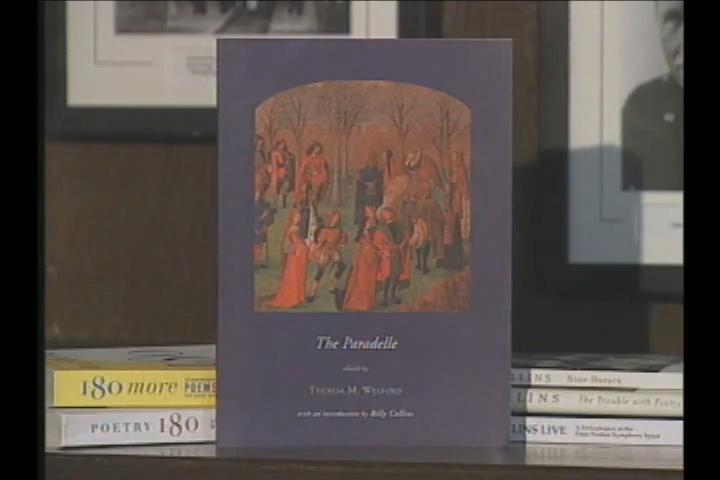 The Paradelle
edited by
THERESA M. WELFORD
with an introduction by Billy Collins
180 more
POEMS
POETRY 180
LINS Nine Horses
LINS The Trouble with Poetry
LINS LIVE